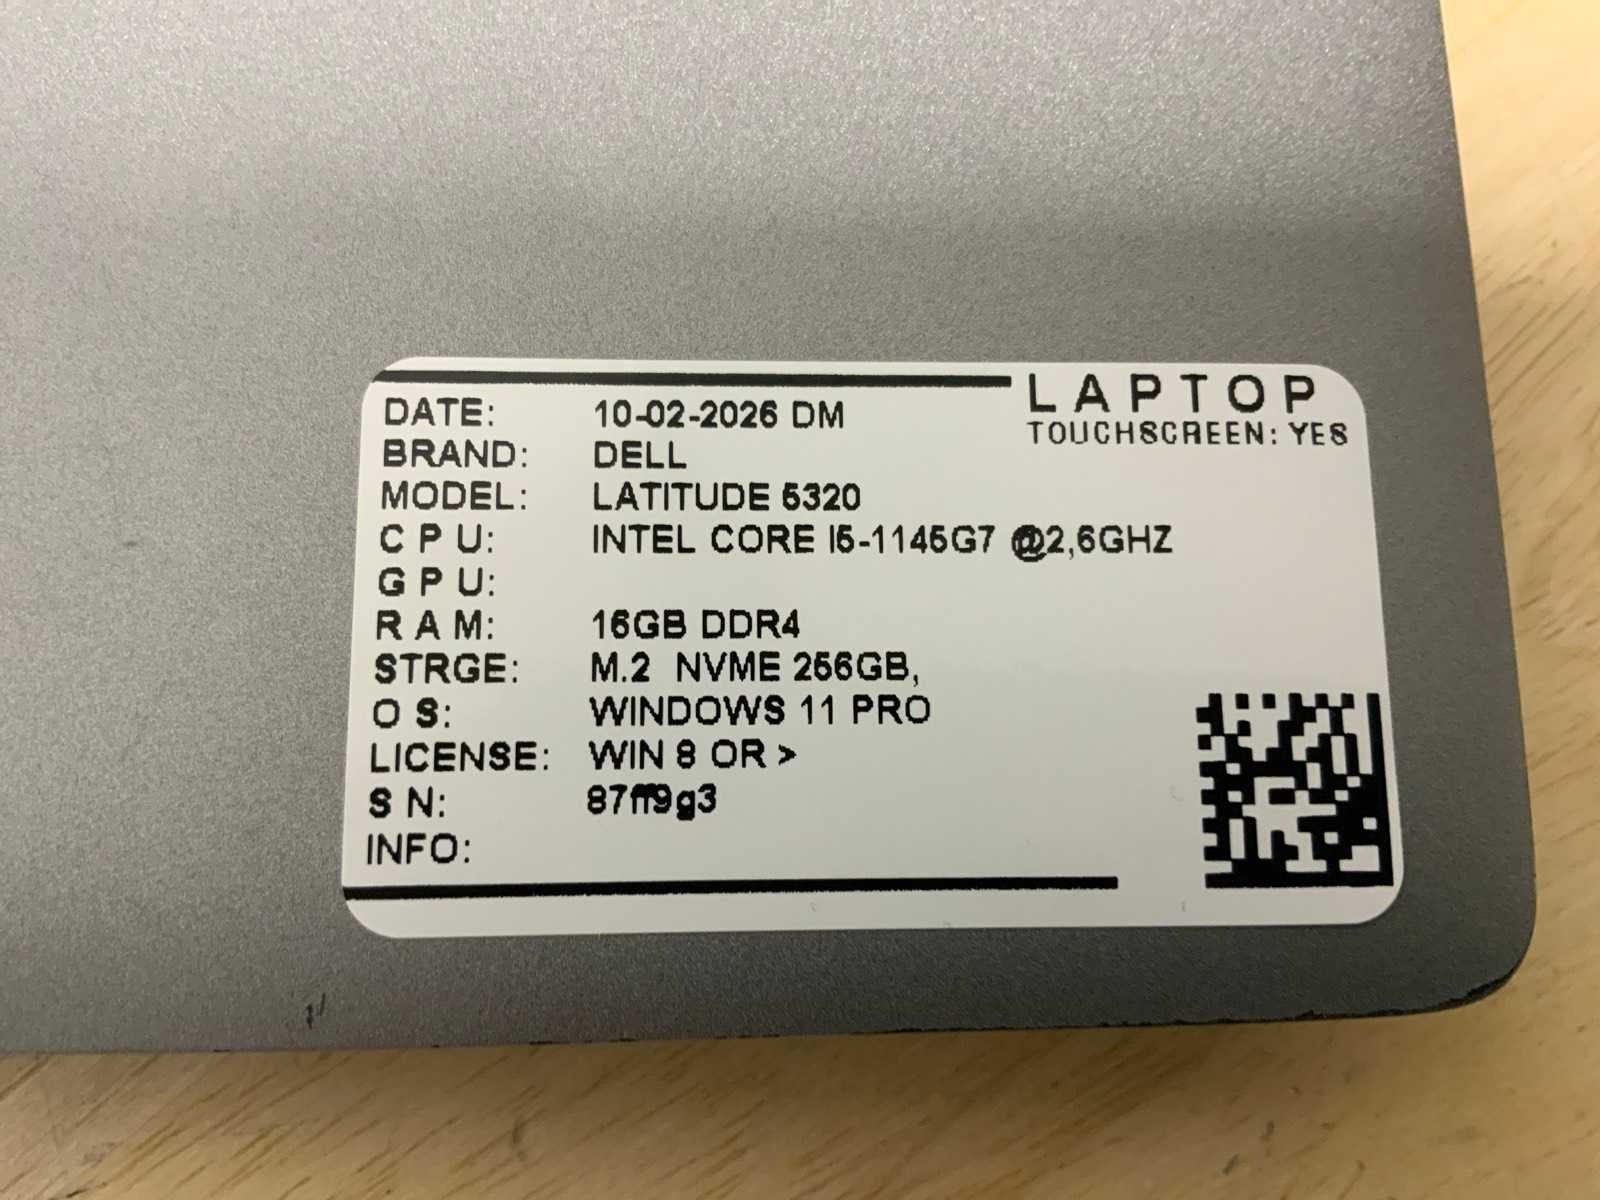 LAPTOP
TOUCHSCREEN: YES
DATE: 10-02-2026 DM
BRAND: DELL
MODEL: LATITUDE 5320
C P U: INTEL CORE I5-1145G7 @2,6GHZ
G P U:
R A M: 16GB DDR4
STRGE: M.2 NVME 256GB,
O S: WINDOWS 11 PRO
LICENSE: WIN 8 OR >
S N: 87ff9g3
INFO: